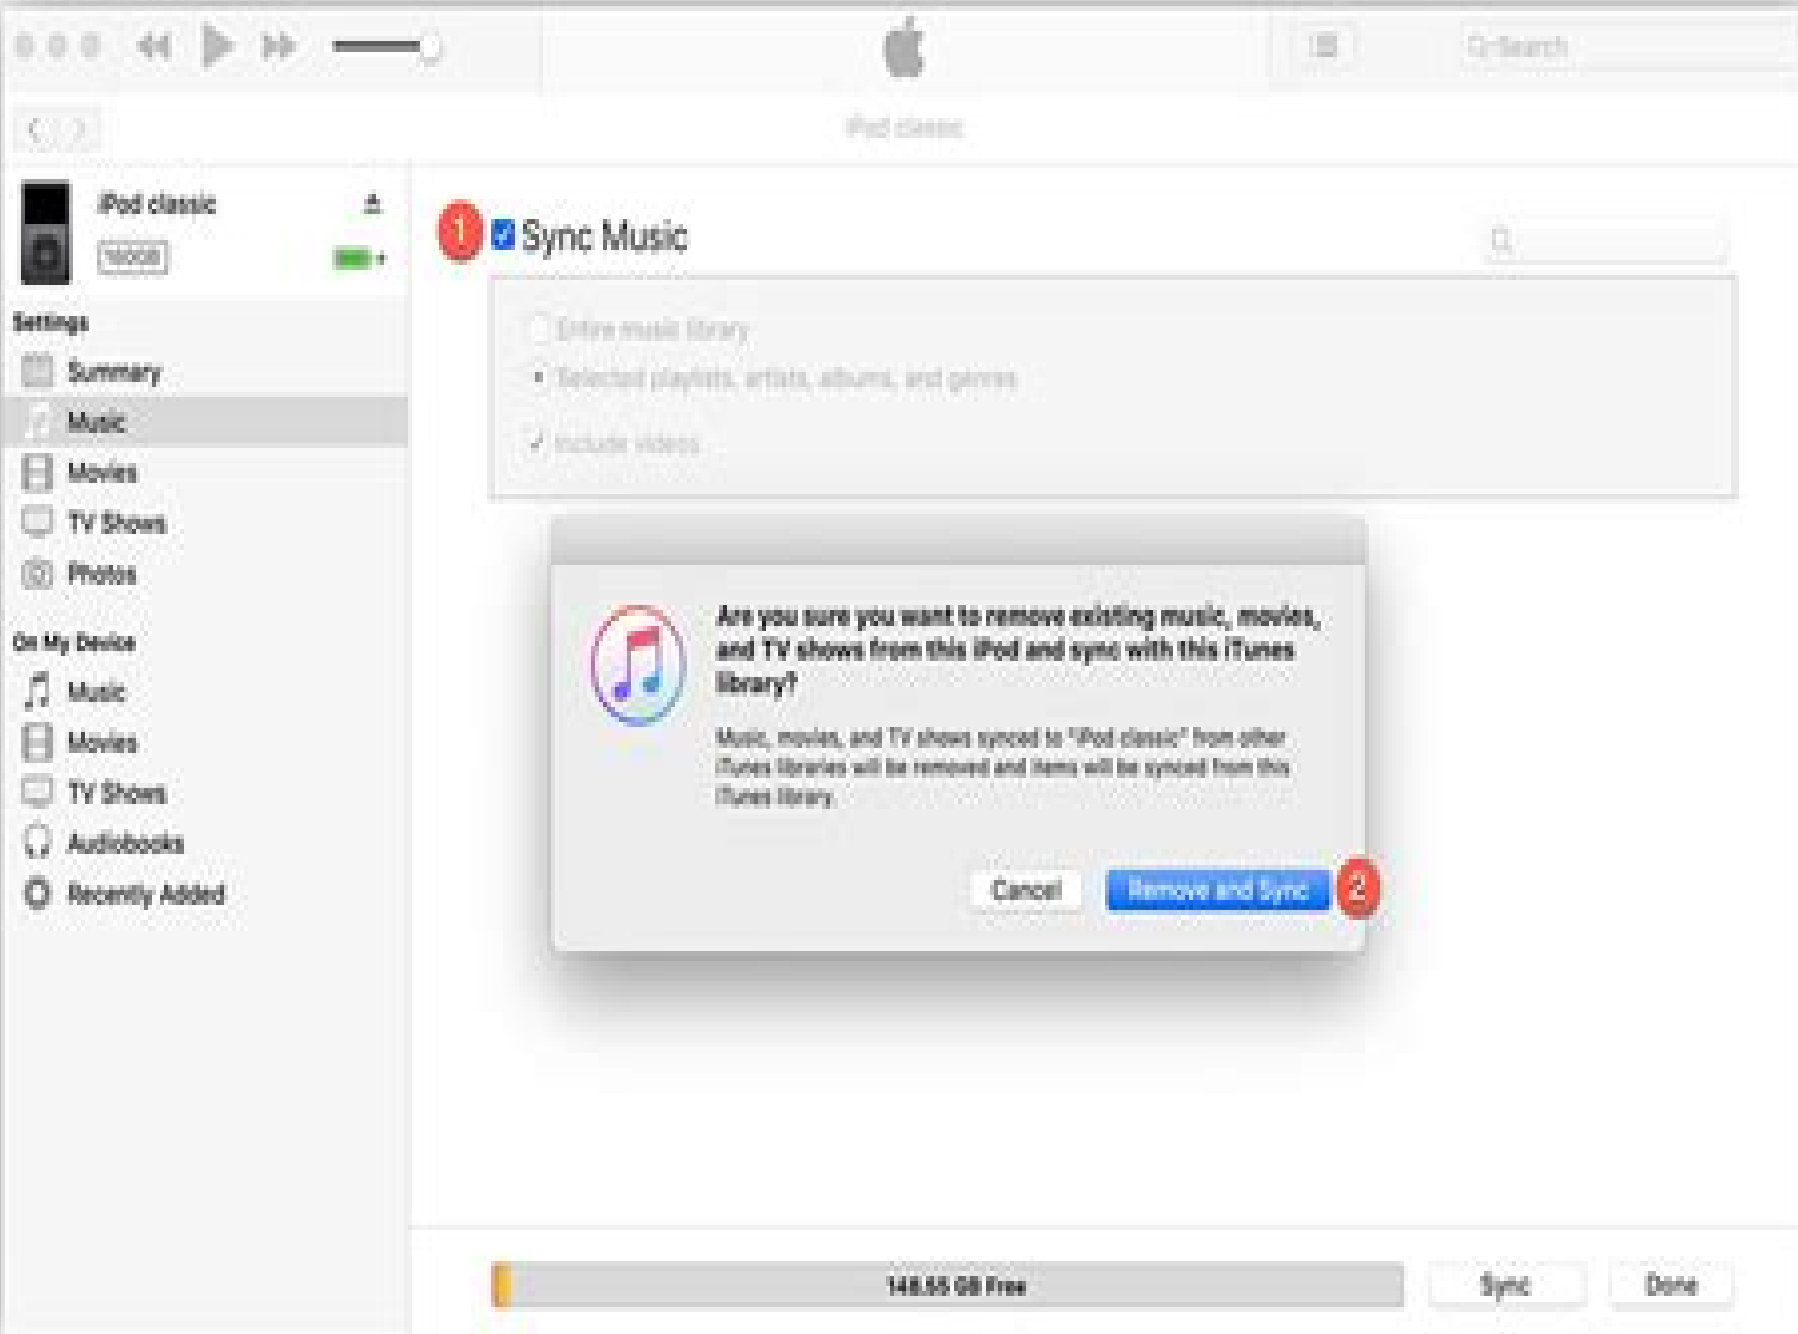 Search
iPod classic
iPod classic
160GB
Settings
Summary
Music
Movies
TV Shows
Photos
On My Device
Music
Movies
TV Shows
Audiobooks
Recently Added
1
Sync Music
Entire music library
Selected playlists, artists, albums, and genres
Include videos
Are you sure you want to remove existing music, movies,
and TV shows from this iPod and sync with this iTunes
library?
Music, movies, and TV shows synced to "iPod classic" from other
iTunes libraries will be removed and items will be synced from this
iTunes library.
Cancel
Remove and Sync
2
148.55 GB Free
Sync
Done